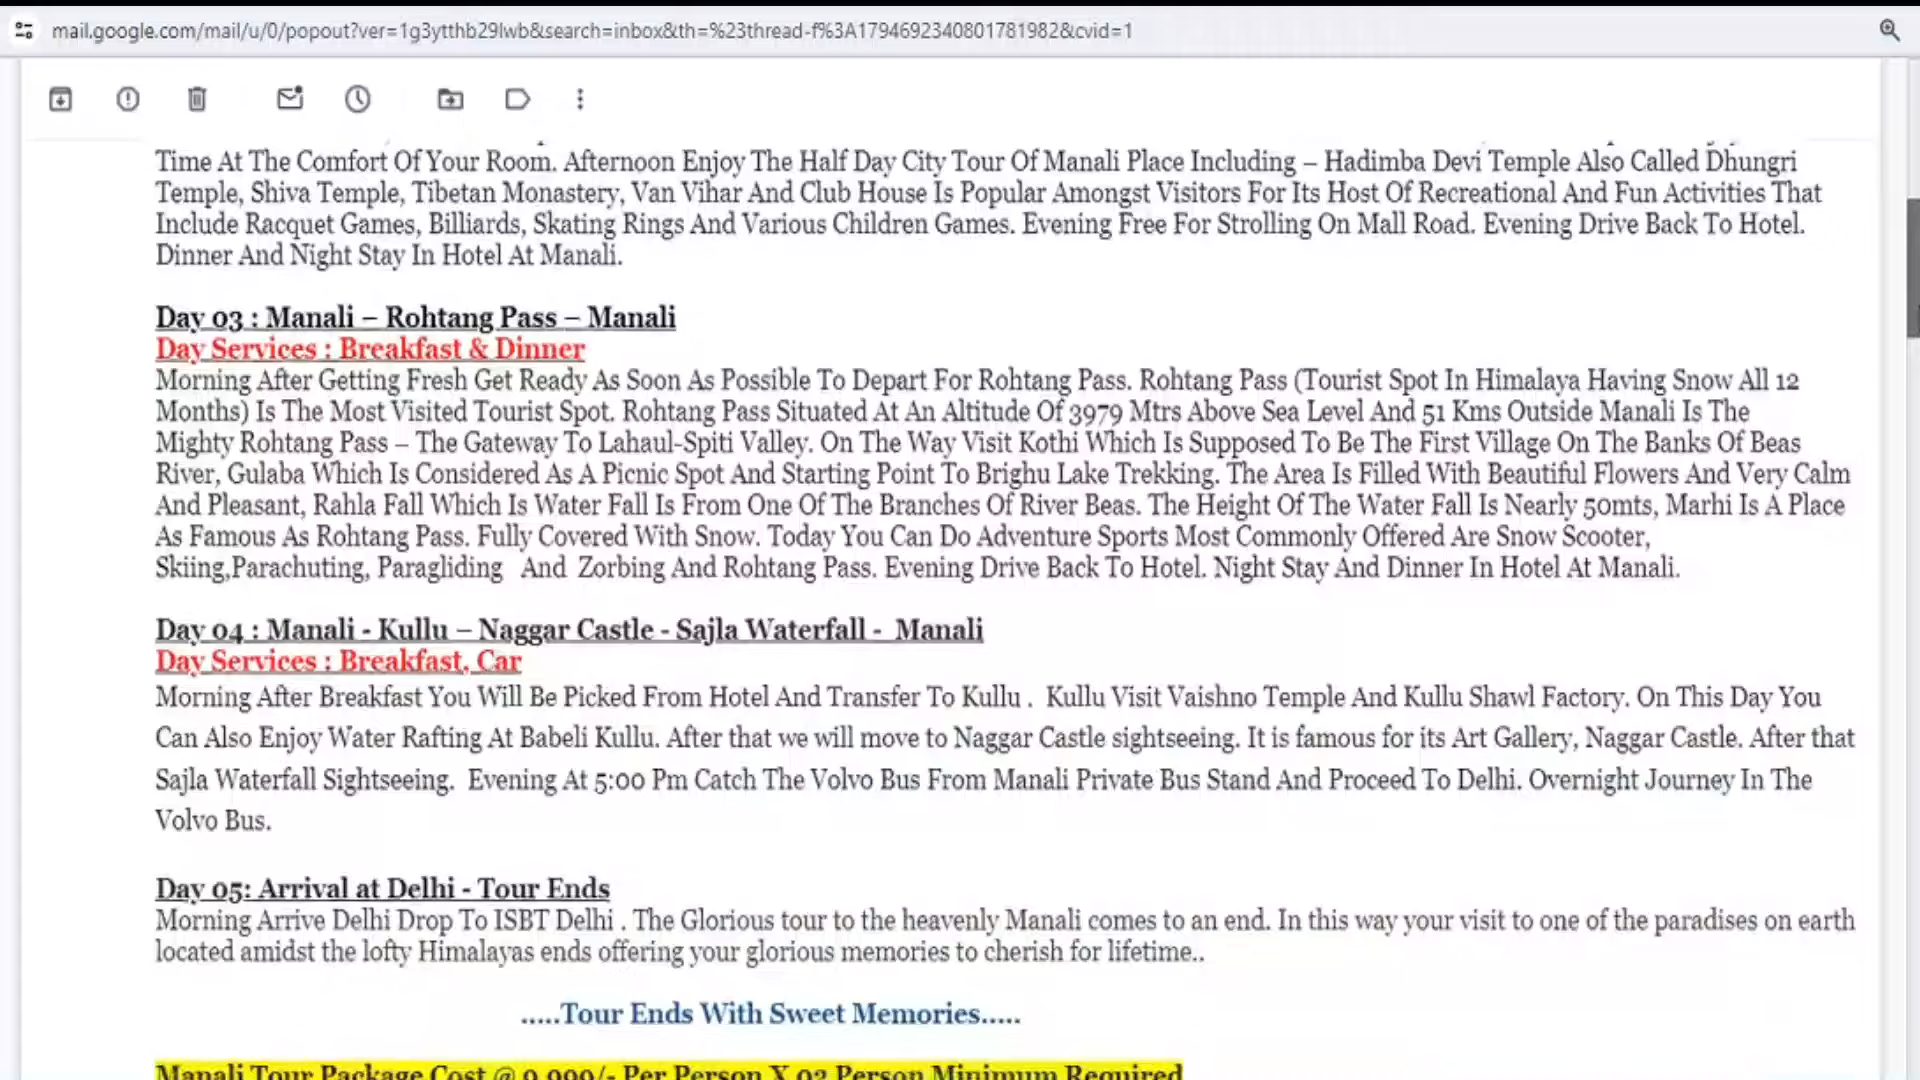 mail.google.com/mail/u/0/popout?ver=1g3ytthb29lwb&search=inbox&th=%23thread-f%3A1794692340801781982&cvid=1
Time At The Comfort Of Your Room. Afternoon Enjoy The Half Day City Tour Of Manali Place Including – Hadimba Devi Temple Also Called Dhungri
Temple, Shiva Temple, Tibetan Monastery, Van Vihar And Club House Is Popular Amongst Visitors For Its Host Of Recreational And Fun Activities That
Include Racquet Games, Billiards, Skating Rings And Various Children Games. Evening Free For Strolling On Mall Road. Evening Drive Back To Hotel.
Dinner And Night Stay In Hotel At Manali.
Day 03 : Manali – Rohtang Pass – Manali
Day Services : Breakfast & Dinner
Morning After Getting Fresh Get Ready As Soon As Possible To Depart For Rohtang Pass. Rohtang Pass (Tourist Spot In Himalaya Having Snow All 12
Months) Is The Most Visited Tourist Spot. Rohtang Pass Situated At An Altitude Of 3979 Mtrs Above Sea Level And 51 Kms Outside Manali Is The
Mighty Rohtang Pass – The Gateway To Lahaul-Spiti Valley. On The Way Visit Kothi Which Is Supposed To Be The First Village On The Banks Of Beas
River, Gulaba Which Is Considered As A Picnic Spot And Starting Point To Brighu Lake Trekking. The Area Is Filled With Beautiful Flowers And Very Calm
And Pleasant, Rahla Fall Which Is Water Fall Is From One Of The Branches Of River Beas. The Height Of The Water Fall Is Nearly 50mts, Marhi Is A Place
As Famous As Rohtang Pass. Fully Covered With Snow. Today You Can Do Adventure Sports Most Commonly Offered Are Snow Scooter,
Skiing,Parachuting, Paragliding And Zorbing And Rohtang Pass. Evening Drive Back To Hotel. Night Stay And Dinner In Hotel At Manali.
Day 04 : Manali - Kullu – Naggar Castle - Sajla Waterfall - Manali
Day Services : Breakfast, Car
Morning After Breakfast You Will Be Picked From Hotel And Transfer To Kullu . Kullu Visit Vaishno Temple And Kullu Shawl Factory. On This Day You
Can Also Enjoy Water Rafting At Babeli Kullu. After that we will move to Naggar Castle sightseeing. It is famous for its Art Gallery, Naggar Castle. After that
Sajla Waterfall Sightseeing. Evening At 5:00 Pm Catch The Volvo Bus From Manali Private Bus Stand And Proceed To Delhi. Overnight Journey In The
Volvo Bus.
Day 05: Arrival at Delhi - Tour Ends
Morning Arrive Delhi Drop To ISBT Delhi . The Glorious tour to the heavenly Manali comes to an end. In this way your visit to one of the paradises on earth
located amidst the lofty Himalayas ends offering your glorious memories to cherish for lifetime..
.....Tour Ends With Sweet Memories.....
Manali Tour Package Cost @ 9,999/- Per Person X 02 Person Minimum Required